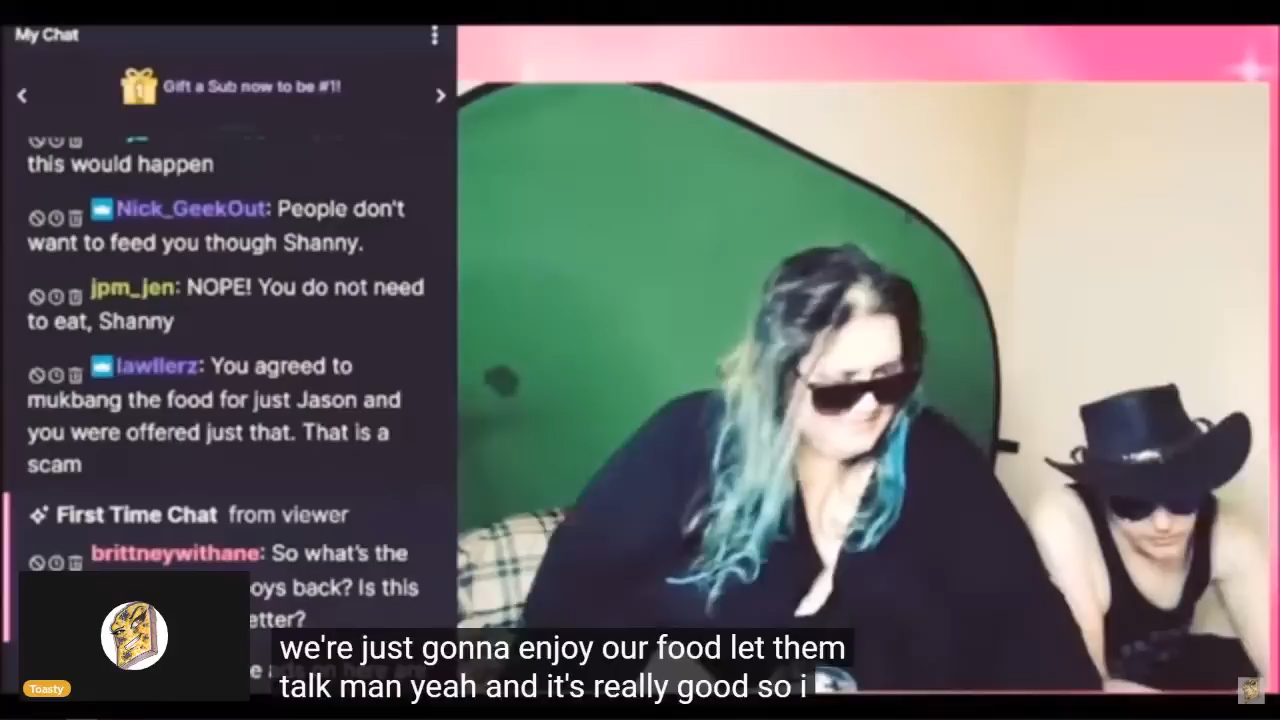 My Chat
Gift a Sub now to be #1!
this would happen
Nick_GeekOut: People don't
want to feed you though Shanny.
jpm_jen: NOPE! You do not need
to eat, Shanny
lawllerz: You agreed to
mukbang the food for just Jason and
you were offered just that. That is a
scam
First Time Chat from viewer
brittneywithane: So what's the
oys back? Is this
etter?
we're just gonna enjoy our food let them
talk man yeah and it's really good so i
Toasty